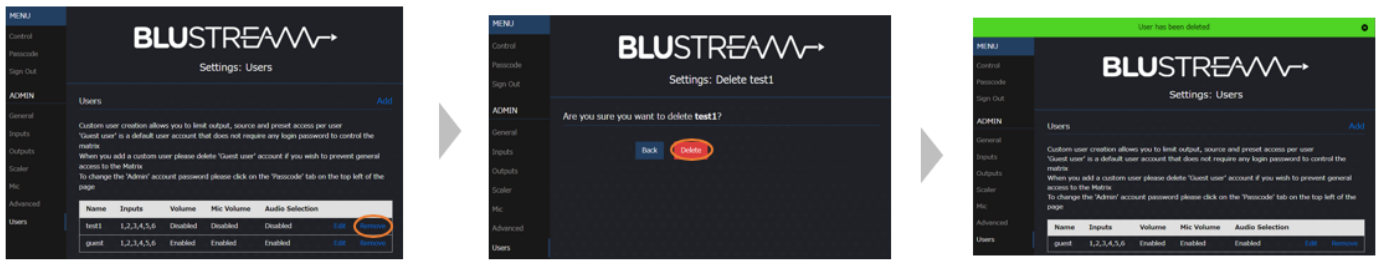 MENU
Control
Passcode
Sign Out
ADMIN
General
Inputs
Outputs
Scaler
Mic
Advanced
Users
BLUSTREAM
Settings: Users
Users
Add
Custom user creation allows you to limit output, source and preset access per user
'Guest user' is a default user account that does not require any login password to control the
matrix
When you add a custom user please delete 'Guest user' account if you wish to prevent general
access to the Matrix
To change the 'Admin' account password please click on the 'Passcode' tab on the top left of the
page
Name Inputs Volume Mic Volume Audio Selection
test1 1,2,3,4,5,6 Disabled Disabled Disabled Edit Remove
guest 1,2,3,4,5,6 Enabled Enabled Enabled Edit Remove
MENU
Control
Passcode
Sign Out
ADMIN
General
Inputs
Outputs
Scaler
Mic
Advanced
Users
BLUSTREAM
Settings: Delete test1
Are you sure you want to delete test1?
Back Delete
User has been deleted
MENU
Control
Passcode
Sign Out
ADMIN
General
Inputs
Outputs
Scaler
Mic
Advanced
Users
BLUSTREAM
Settings: Users
Users
Add
Custom user creation allows you to limit output, source and preset access per user
'Guest user' is a default user account that does not require any login password to control the
matrix
When you add a custom user please delete 'Guest user' account if you wish to prevent general
access to the Matrix
To change the 'Admin' account password please click on the 'Passcode' tab on the top left of the
page
Name Inputs Volume Mic Volume Audio Selection
guest 1,2,3,4,5,6 Enabled Enabled Enabled Edit Remove